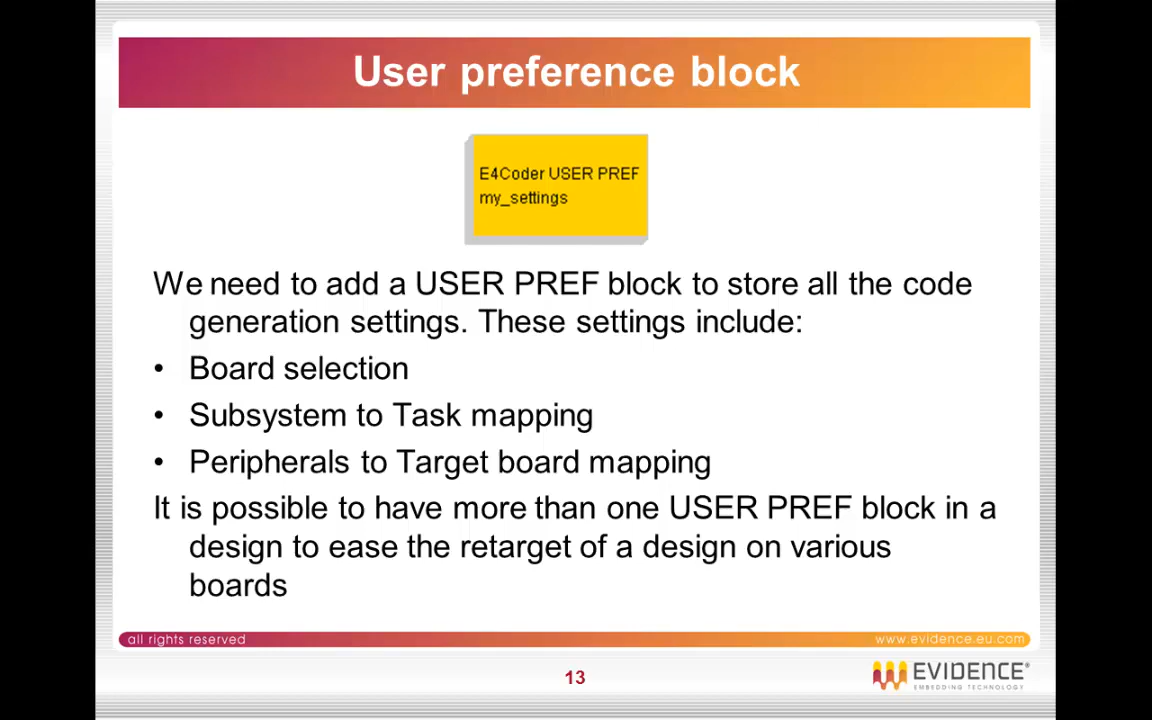 User preference block
E4Coder USER PREF
my_settings
We need to add a USER PREF block to store all the code
generation settings. These settings include:
• Board selection
• Subsystem to Task mapping
• Peripherals to Target board mapping
It is possible to have more than one USER PREF block in a
design to ease the retarget of a design on various
boards
all rights reserved
www.evidence.eu.com
13
EVIDENCE®
EMBEDDING TECHNOLOGY